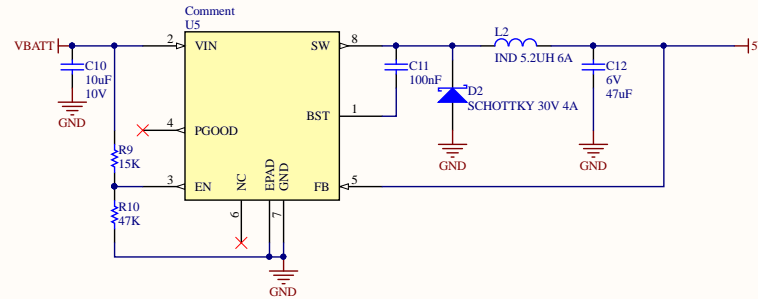 Comment
U5
VBATT
2
VIN
SW
8
L2
IND 5.2UH 6A
5
C10
10uF
10V
GND
C11
100nF
C12
6V
47uF
D2
SCHOTTKY 30V 4A
GND
GND
BST
1
4
PGOOD
R9
15K
3
EN
NC
EPAD
GND
FB
5
R10
47K
6
7
GND